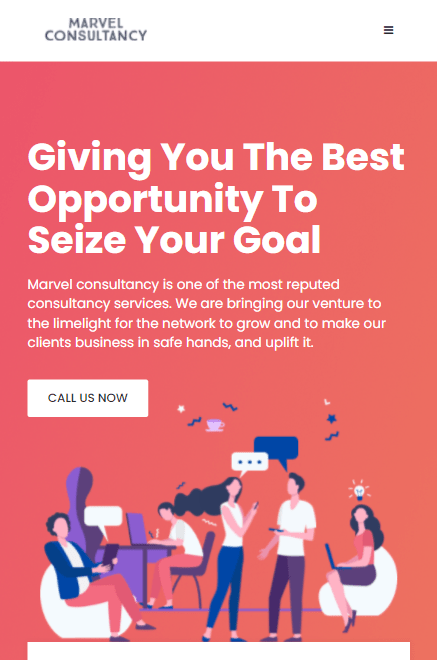 MARVEL
CONSULTANCY
Giving You The Best
Opportunity To
Seize Your Goal
Marvel consultancy is one of the most reputed
consultancy services. We are bringing our venture to
the limelight for the network to grow and to make our
clients business in safe hands, and uplift it.
CALL US NOW